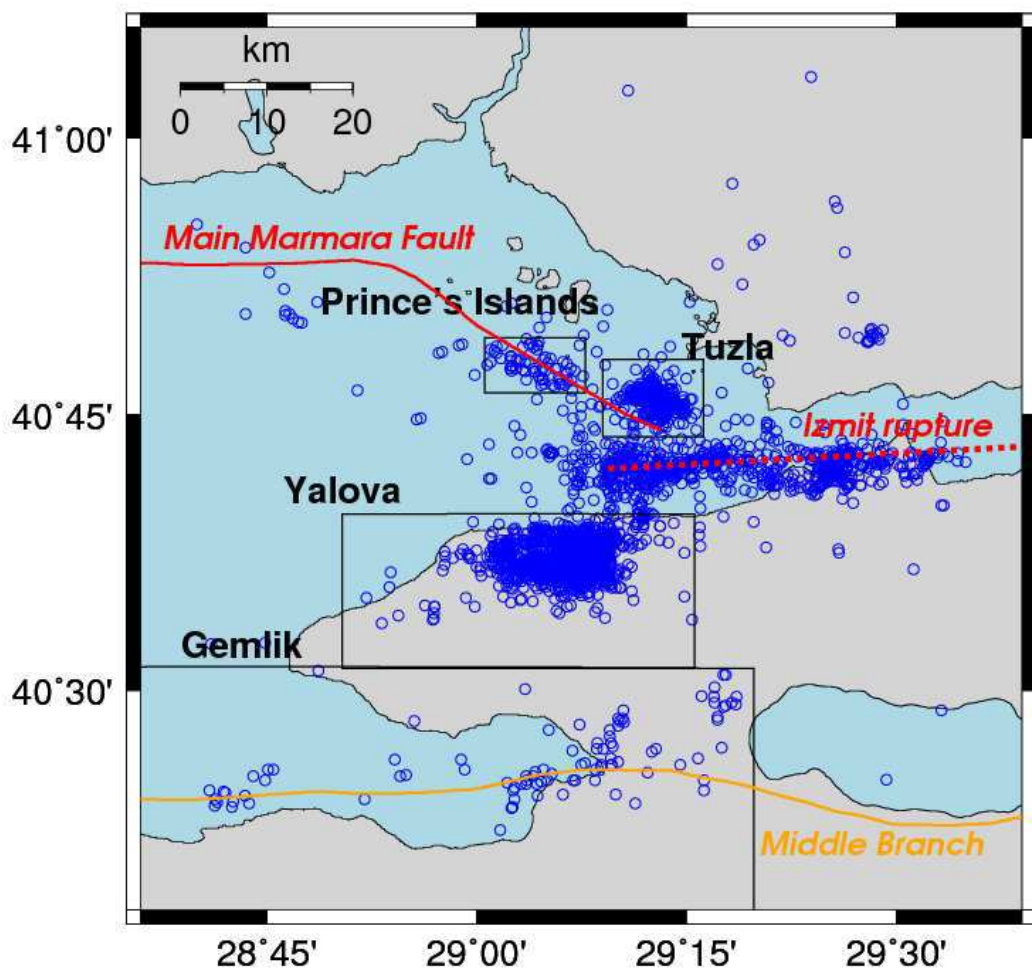 km
0 10 20
41°00'
Main Marmara Fault
Prince's Islands
Tuzla
40°45'
Izmit rupture
Yalova
Gemlik
40°30'
Middle Branch
28°45' 29°00' 29°15' 29°30'